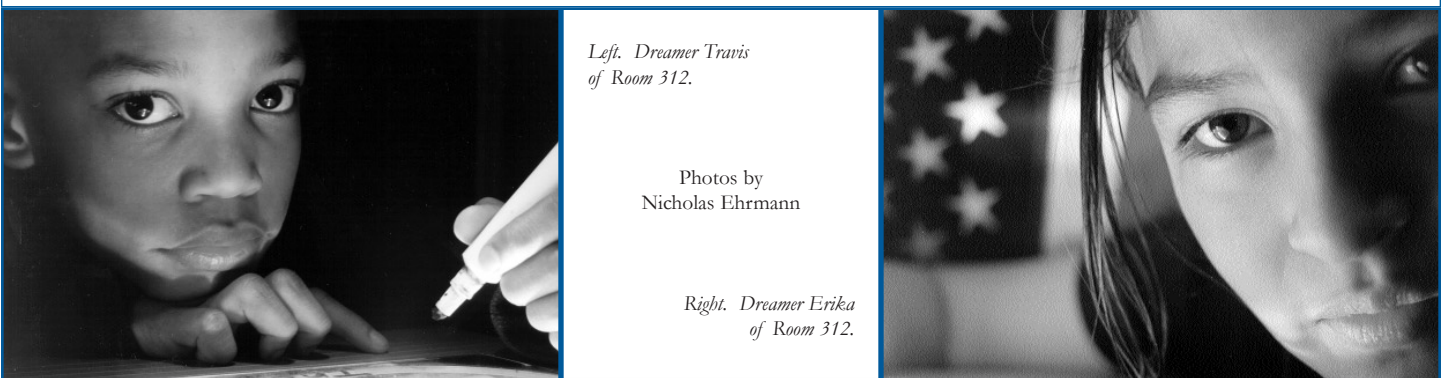 Left.  Dreamer Travis
of Room 312.
Photos by
Nicholas Ehrmann
Right.  Dreamer Erika
of Room 312.